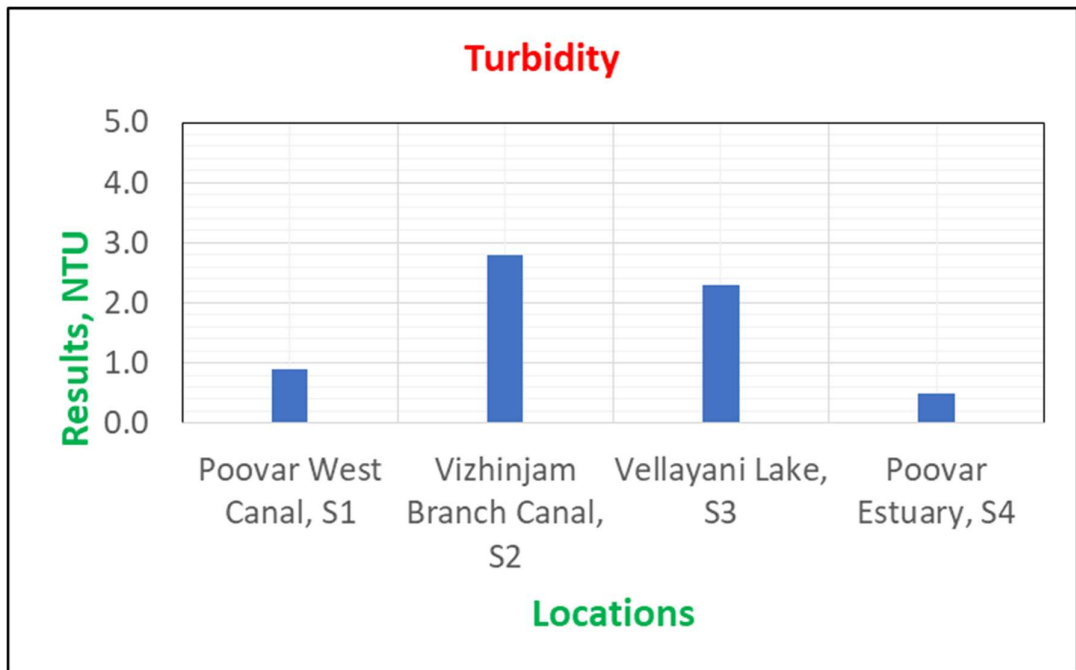 Turbidity
Results, NTU
5.0
4.0
3.0
2.0
1.0
0.0
Poovar West
Canal, S1
Vizhinjam
Branch Canal,
S2
Vellayani Lake,
S3
Poovar
Estuary, S4
Locations